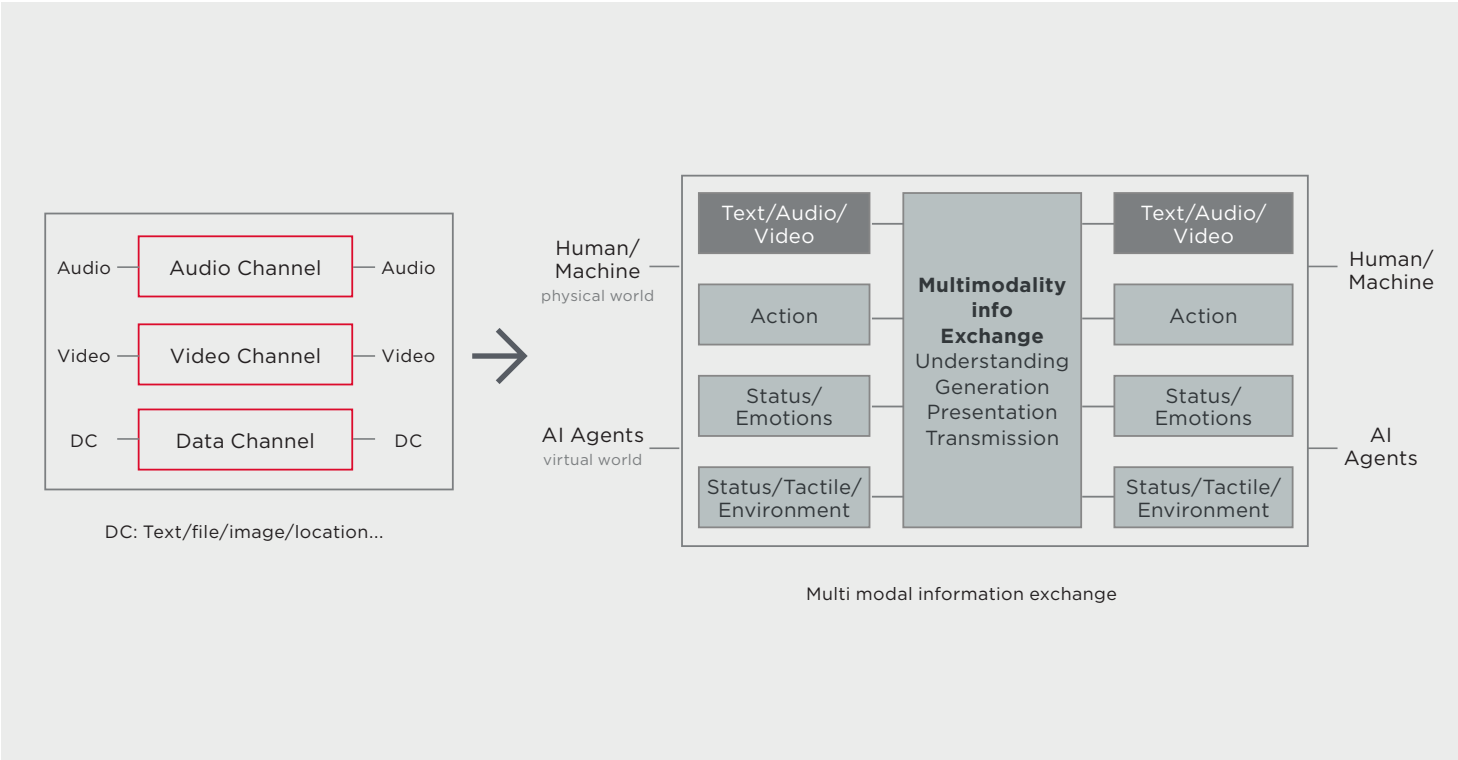 Audio
Audio Channel
Audio
Video
Video Channel
Video
DC
Data Channel
DC
DC: Text/file/image/location...
Human/
Machine
physical world
AI Agents
virtual world
Text/Audio/
Video
Action
Status/
Emotions
Status/Tactile/
Environment
Multimodality
info
Exchange
Understanding
Generation
Presentation
Transmission
Text/Audio/
Video
Action
Status/
Emotions
Status/Tactile/
Environment
Human/
Machine
AI
Agents
Multi modal information exchange